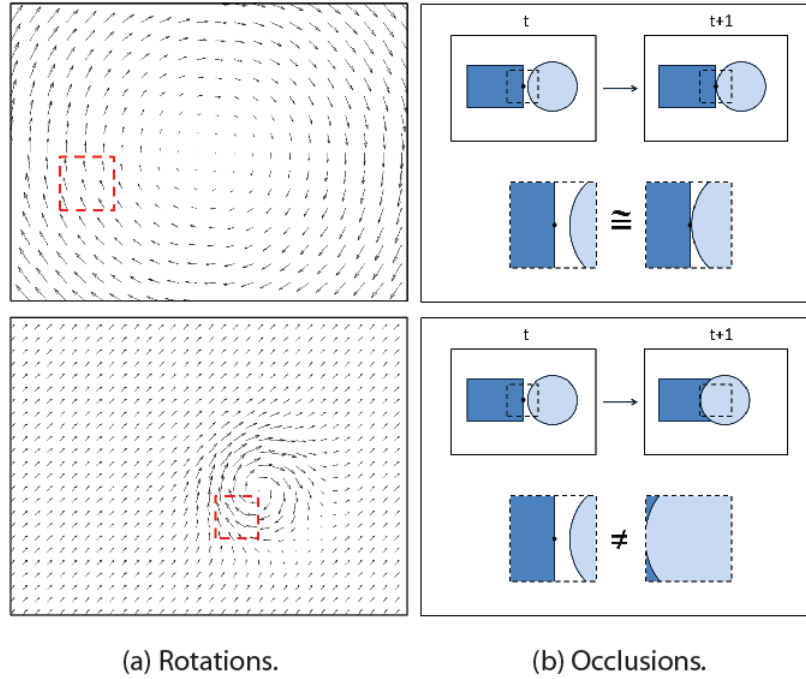 t
t+1
≅
t
t+1
≠
(a) Rotations.
(b) Occlusions.